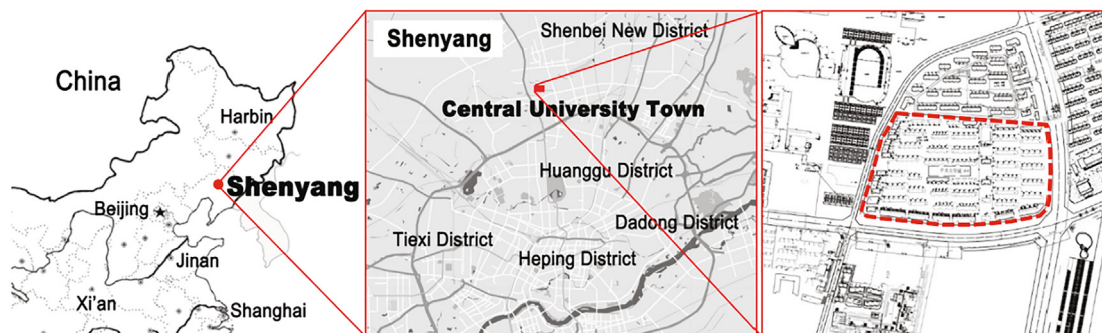 China
Harbin
Shenyang
Beijing
Jinan
Xi'an
Shanghai
Shenyang
Shenbei New District
Central University Town
Huanggu District
Dadong District
Tiexi District
Heping District